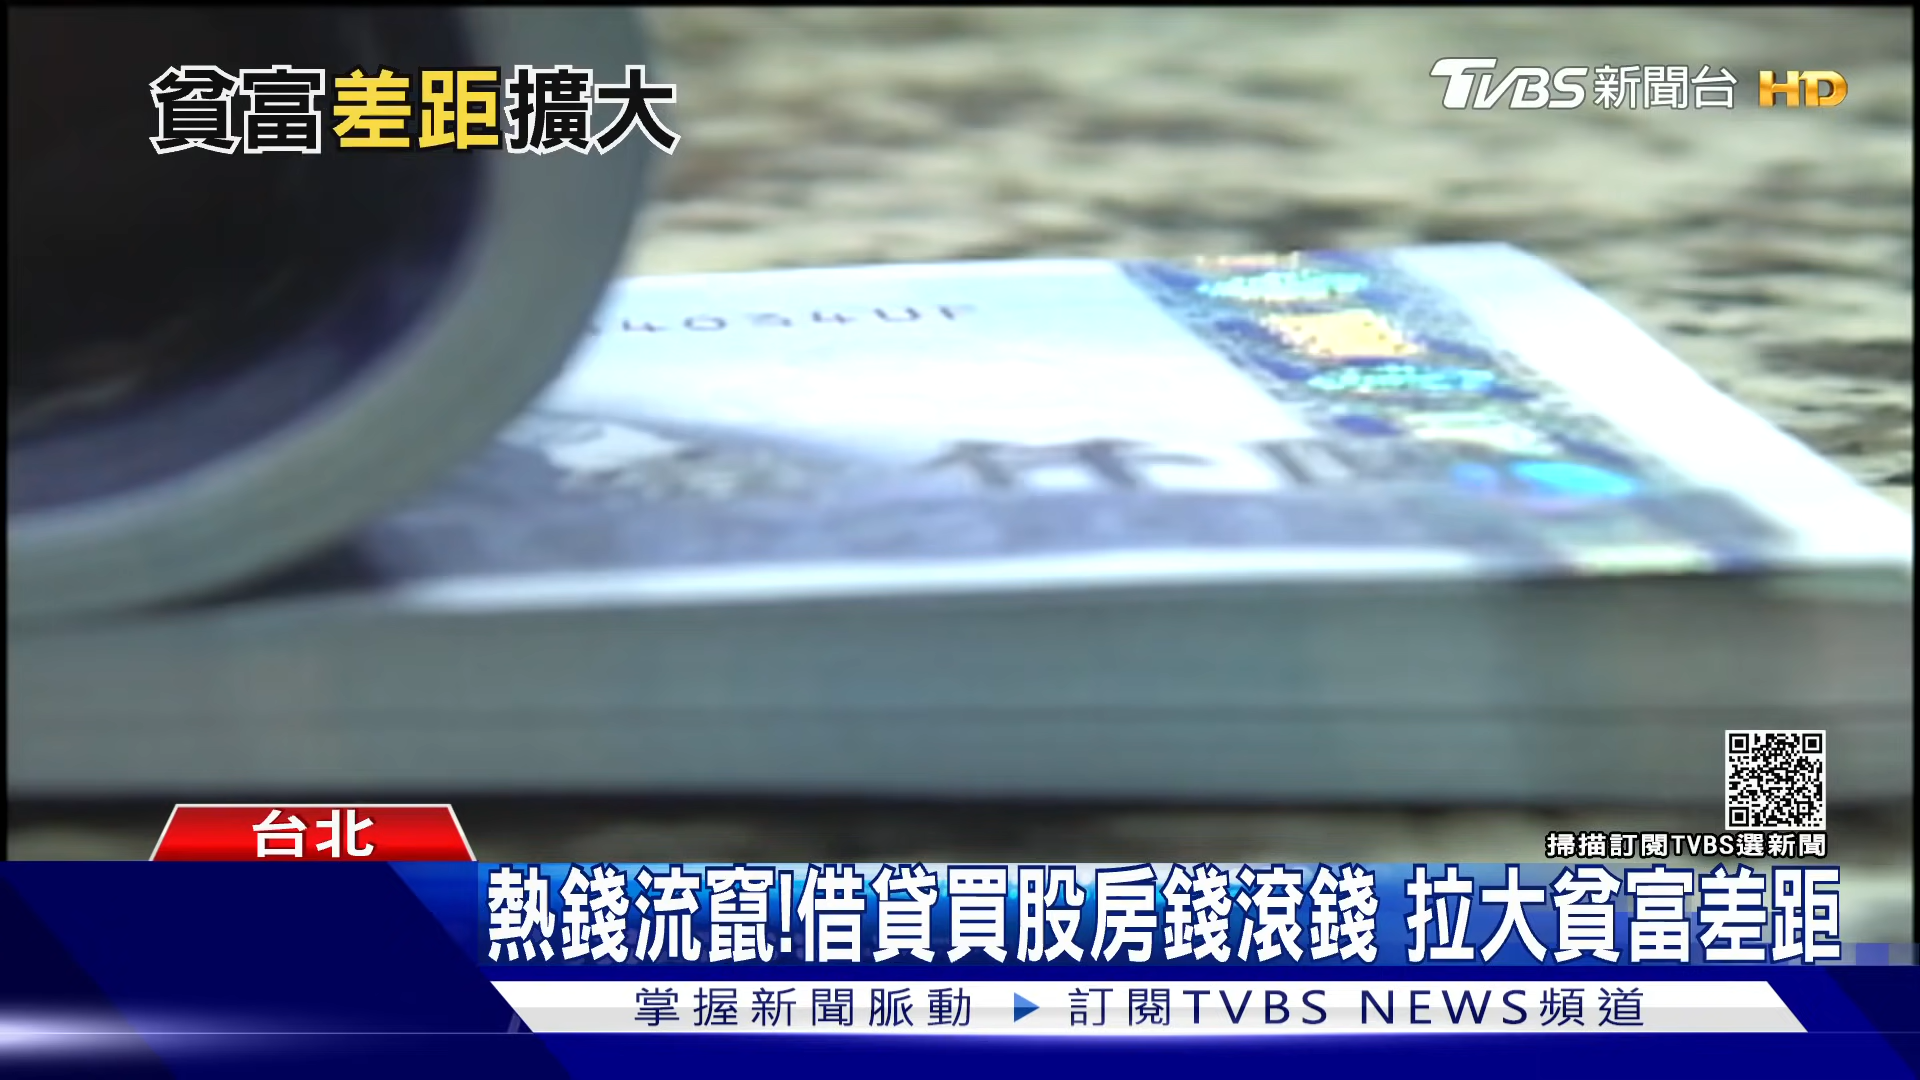 貧富差距擴大
TVBS新聞台 HD
台北
掃描訂閱TVBS選新聞
熱錢流竄!借貸買股房錢滾錢 拉大貧富差距
掌握新聞脈動 ▶ 訂閱TVBS NEWS頻道